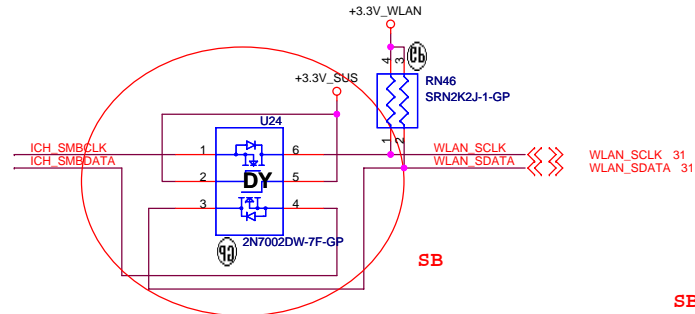 +3.3V_WLAN
4 3
RN46
SRN2K2J-1-GP
+3.3V_SUS
U24
1 2
ICH_SMBCLK 1 6 WLAN_SCLK WLAN_SCLK 31
ICH_SMBDATA WLAN_SDATA WLAN_SDATA 31
2 DY 5
3 4
2N7002DW-7F-GP
SB
SB